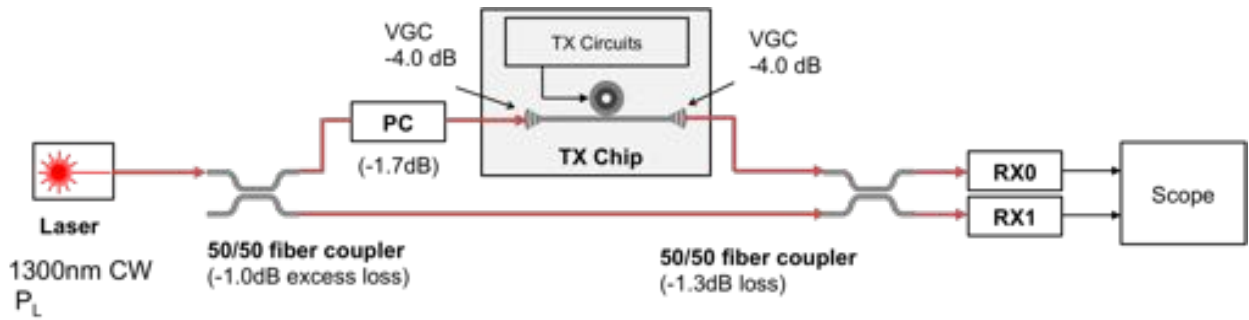 VGC
-4.0 dB
TX Circuits
VGC
-4.0 dB
PC
(-1.7dB)
TX Chip
Laser
1300nm CW
P_L
50/50 fiber coupler
(-1.0dB excess loss)
50/50 fiber coupler
(-1.3dB loss)
RX0
RX1
Scope